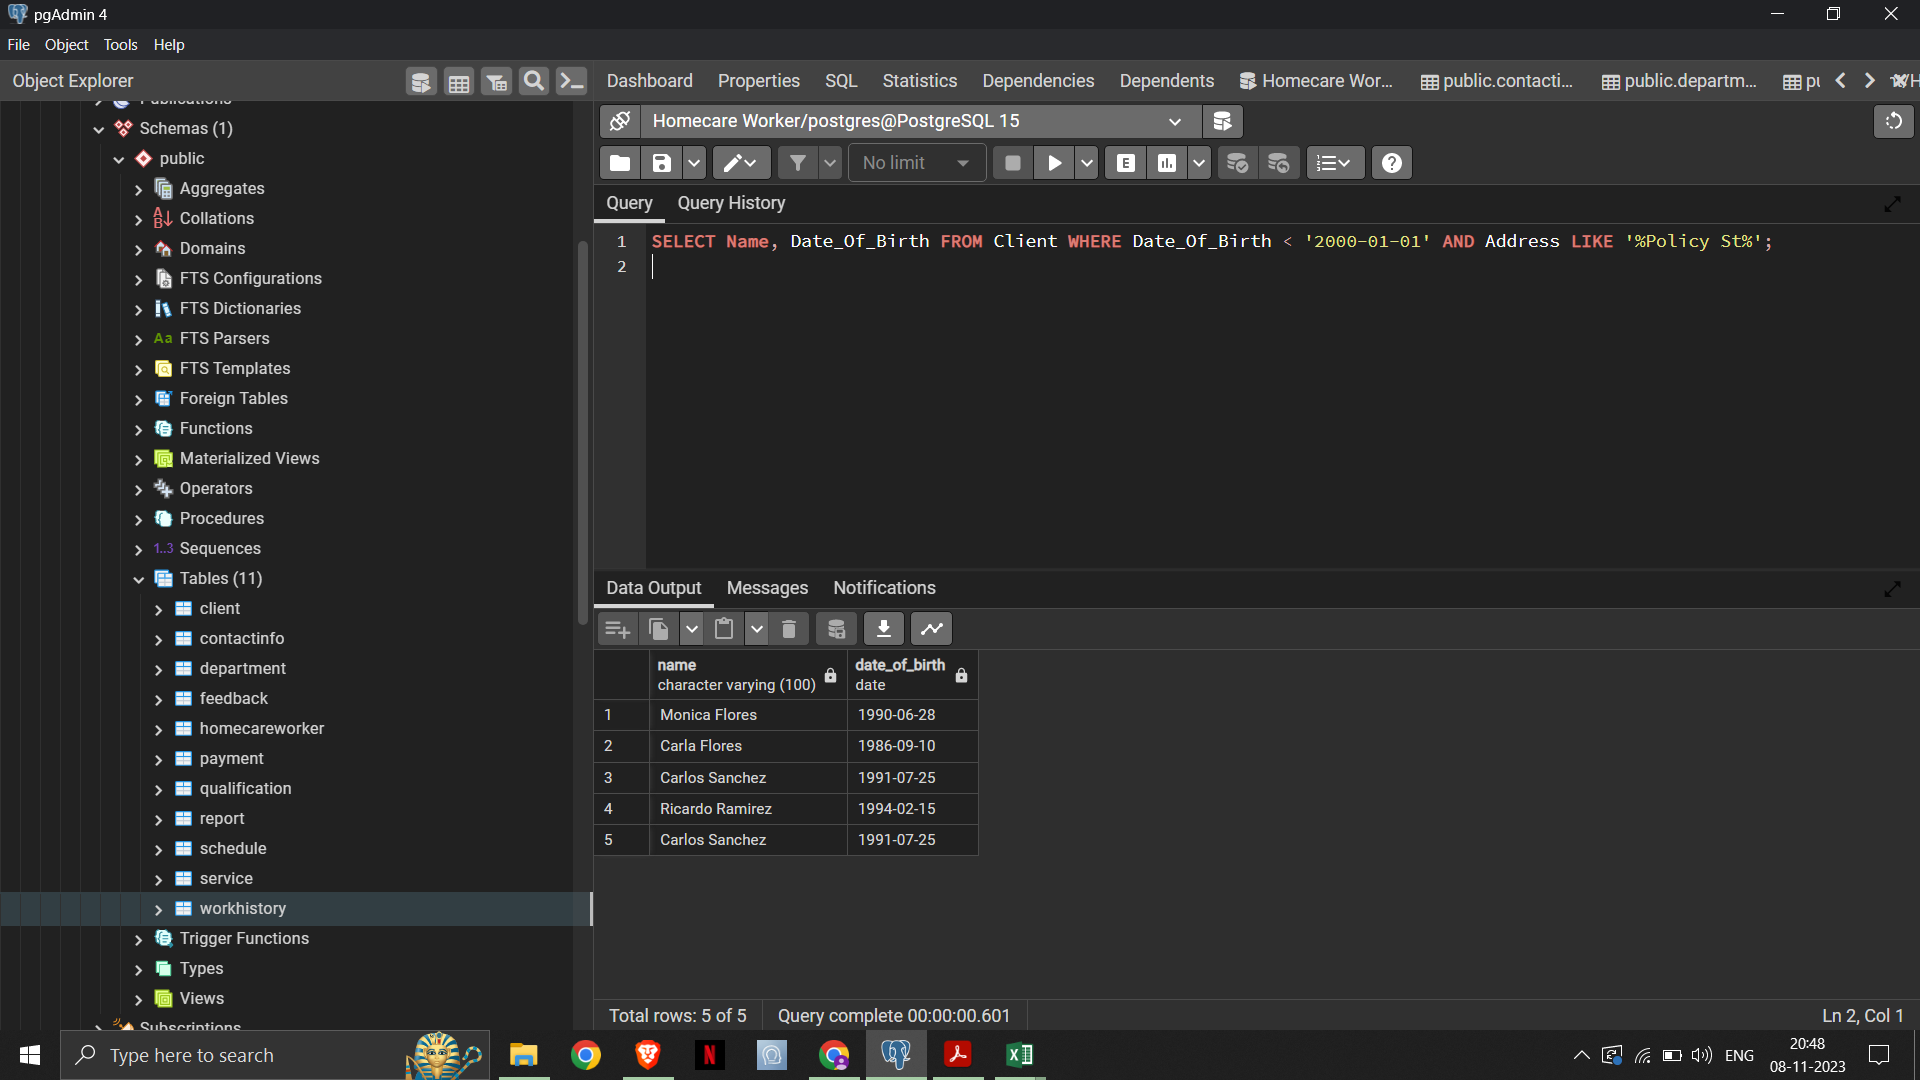 pgAdmin 4
File Object Tools Help
Object Explorer
Dashboard Properties SQL Statistics Dependencies Dependents Homecare Wor... public.contacti... public.departm... pu
Publications
Schemas (1)
public
Aggregates
Collations
Domains
FTS Configurations
FTS Dictionaries
Aa FTS Parsers
FTS Templates
Foreign Tables
Functions
Materialized Views
Operators
Procedures
1..3 Sequences
Tables (11)
client
contactinfo
department
feedback
homecareworker
payment
qualification
report
schedule
service
workhistory
Trigger Functions
Types
Views
Subscriptions
Homecare Worker/postgres@PostgreSQL 15
No limit
E
Query Query History
1 SELECT Name, Date_Of_Birth FROM Client WHERE Date_Of_Birth < '2000-01-01' AND Address LIKE '%Policy St%';
2
Data Output Messages Notifications
name date_of_birth
character varying (100) date
1 Monica Flores 1990-06-28
2 Carla Flores 1986-09-10
3 Carlos Sanchez 1991-07-25
4 Ricardo Ramirez 1994-02-15
5 Carlos Sanchez 1991-07-25
Total rows: 5 of 5 Query complete 00:00:00.601 Ln 2, Col 1
Type here to search
ENG
20:48
08-11-2023